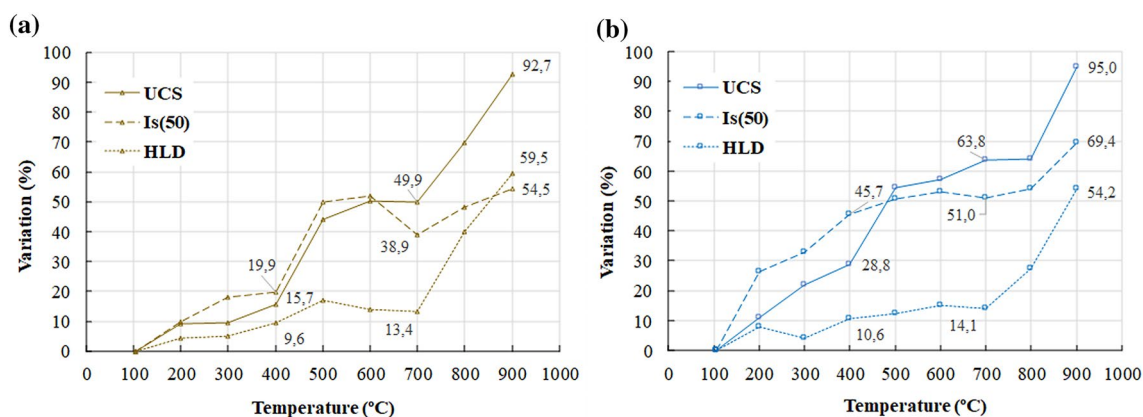 (a)
100
90
80
70
60
50
40
30
20
10
0
Variation (%)
UCS
Is(50)
HLD
92,7
59,5
54,5
49,9
38,9
19,9
15,7
9,6
13,4
0 100 200 300 400 500 600 700 800 900 1000
Temperature (ºC)
(b)
100
90
80
70
60
50
40
30
20
10
0
Variation (%)
UCS
Is(50)
HLD
95,0
63,8
69,4
45,7
51,0
54,2
28,8
10,6
14,1
0 100 200 300 400 500 600 700 800 900 1000
Temperature (ºC)